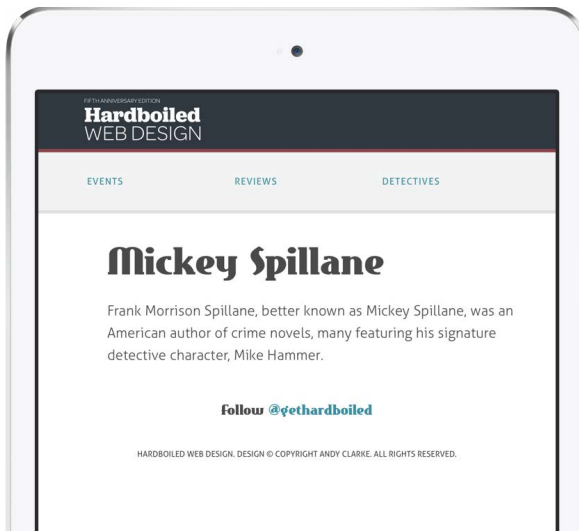 FIFTH ANNIVERSARY EDITION
Hardboiled
WEB DESIGN
EVENTS REVIEWS DETECTIVES
Mickey Spillane
Frank Morrison Spillane, better known as Mickey Spillane, was an
American author of crime novels, many featuring his signature
detective character, Mike Hammer.
Follow @gethardboiled
HARDBOILED WEB DESIGN. DESIGN © COPYRIGHT ANDY CLARKE. ALL RIGHTS RESERVED.